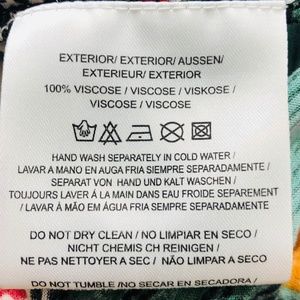 EXTERIOR/ EXTERIOR/ AUSSEN/
EXTERIEUR/ EXTERIOR
100% VISCOSE / VISCOSE / VISKOSE /
VISCOSE / VISCOSE
HAND WASH SEPARATELY IN COLD WATER /
LAVAR A MANO EN AUGA FRIA SIEMPRE SEPARADAMENTE /
SEPARAT VON HAND UND KALT WASCHEN /
TOUJOURS LAVER Á LA MAIN DAS EAU FROIDE SEPAREMENT
/ LAVAR À MÃO EM ÁGUA FRIA SEMPRE SEPARADAMENTE
DO NOT DRY CLEAN / NO LIMPIAR EN SECO /
NICHT CHEMIS CH REINIGEN /
NE PAS NETTOYER A SEC / NÃO LIMPAR A SECO
DO NOT TUMBLE /NO SECAR EN SECADORA /